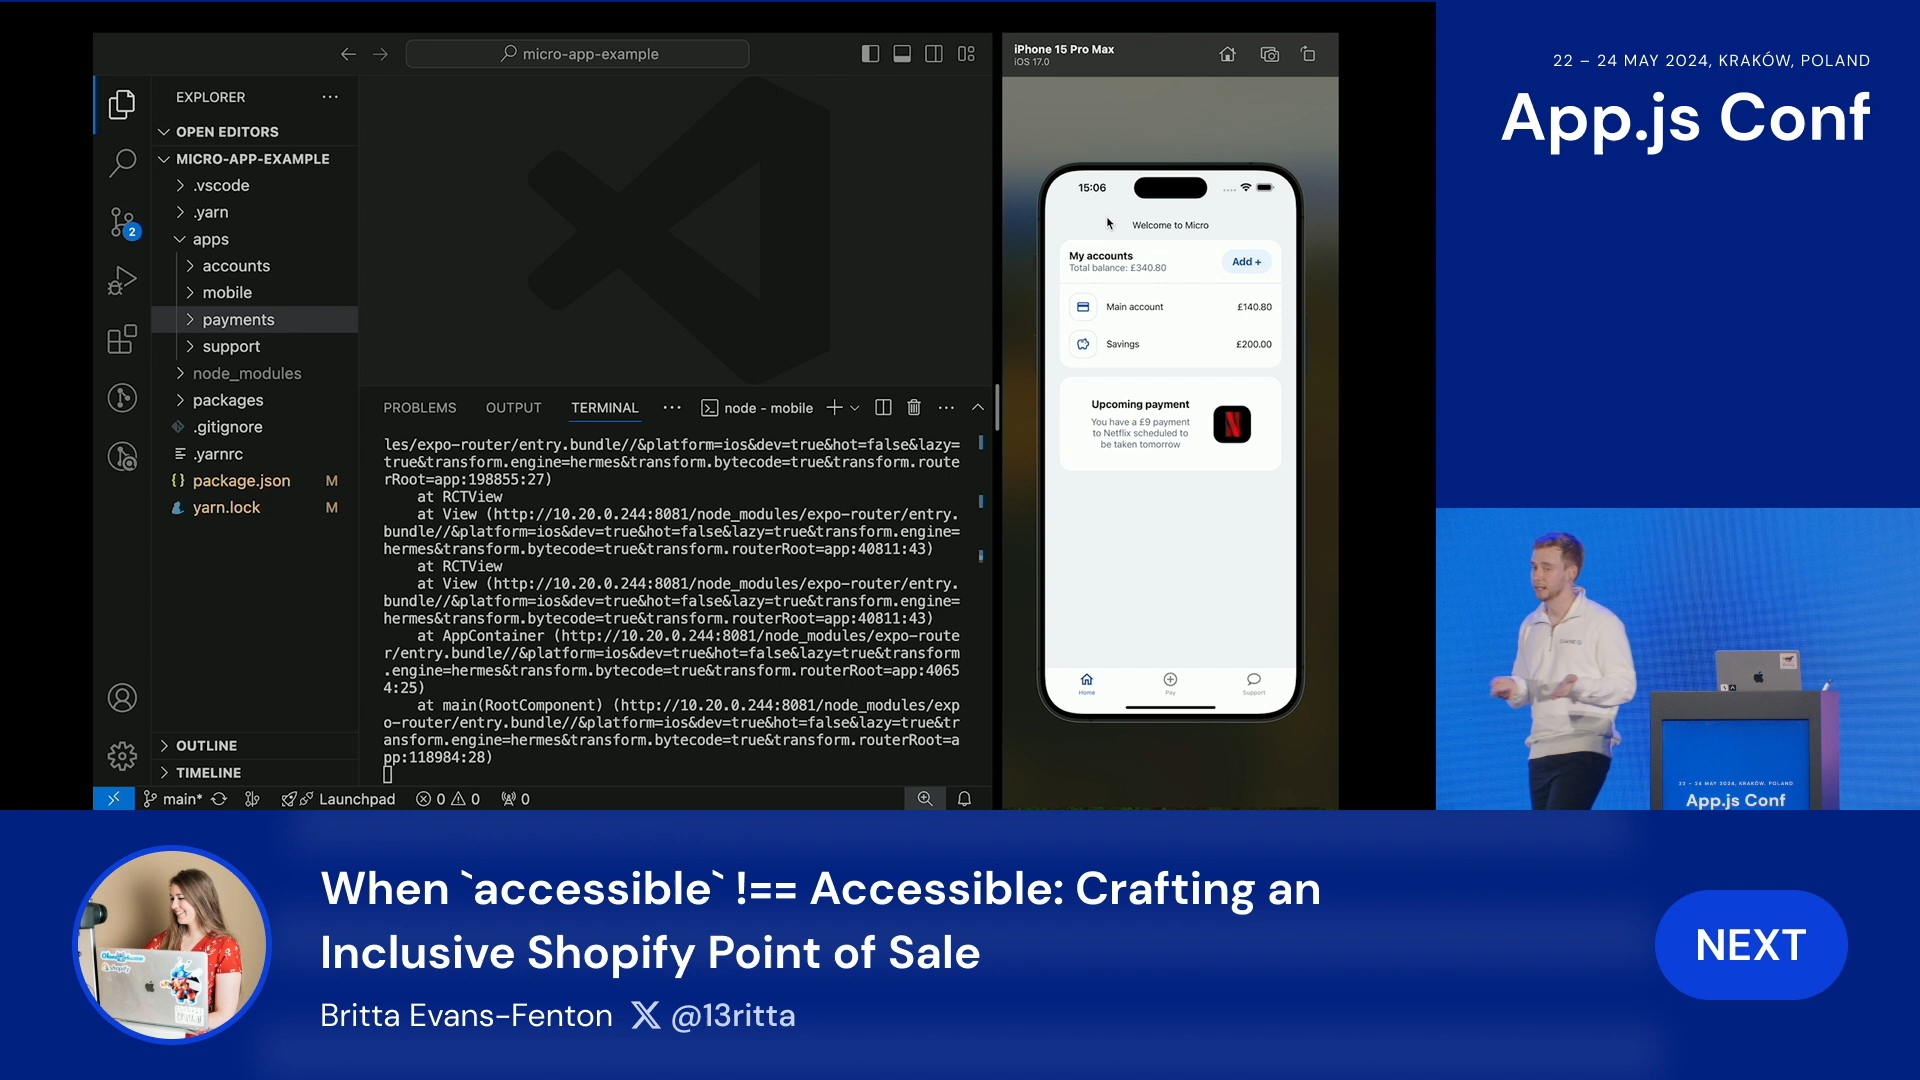 micro-app-example
EXPLORER
OPEN EDITORS
MICRO-APP-EXAMPLE
.vscode
.yarn
apps
accounts
mobile
payments
support
node_modules
packages
.gitignore
.yarnrc
package.json M
yarn.lock M
OUTLINE
TIMELINE
2
PROBLEMS OUTPUT TERMINAL node - mobile
les/expo-router/entry.bundle//&platform=ios&dev=true&hot=false&lazy=
true&transform.engine=hermes&transform.bytecode=true&transform.route
rRoot=app:198855:27)
at RCTView
at View (http://10.20.0.244:8081/node_modules/expo-router/entry.
bundle//&platform=ios&dev=true&hot=false&lazy=true&transform.engine=
hermes&transform.bytecode=true&transform.routerRoot=app:40811:43)
at RCTView
at View (http://10.20.0.244:8081/node_modules/expo-router/entry.
bundle//&platform=ios&dev=true&hot=false&lazy=true&transform.engine=
hermes&transform.bytecode=true&transform.routerRoot=app:40811:43)
at AppContainer (http://10.20.0.244:8081/node_modules/expo-route
r/entry.bundle//&platform=ios&dev=true&hot=false&lazy=true&transform
.engine=hermes&transform.bytecode=true&transform.routerRoot=app:4065
4:25)
at main(RootComponent) (http://10.20.0.244:8081/node_modules/exp
o-router/entry.bundle//&platform=ios&dev=true&hot=false&lazy=true&tr
ansform.engine=hermes&transform.bytecode=true&transform.routerRoot=a
pp:118984:28)
main* Launchpad 0 0 0
iPhone 15 Pro Max
iOS 17.0
15:06
Welcome to Micro
My accounts
Total balance: £340.80
Add +
Main account £140.80
Savings £200.00
Upcoming payment
You have a £9 payment
to Netflix scheduled to
be taken tomorrow
N
Home Pay Support
22 – 24 MAY 2024, KRAKÓW, POLAND
App.js Conf
22 – 24 MAY 2024, KRAKÓW, POLAND
App.js Conf
When `accessible` !== Accessible: Crafting an
Inclusive Shopify Point of Sale
Britta Evans-Fenton X @13ritta
NEXT
shopify